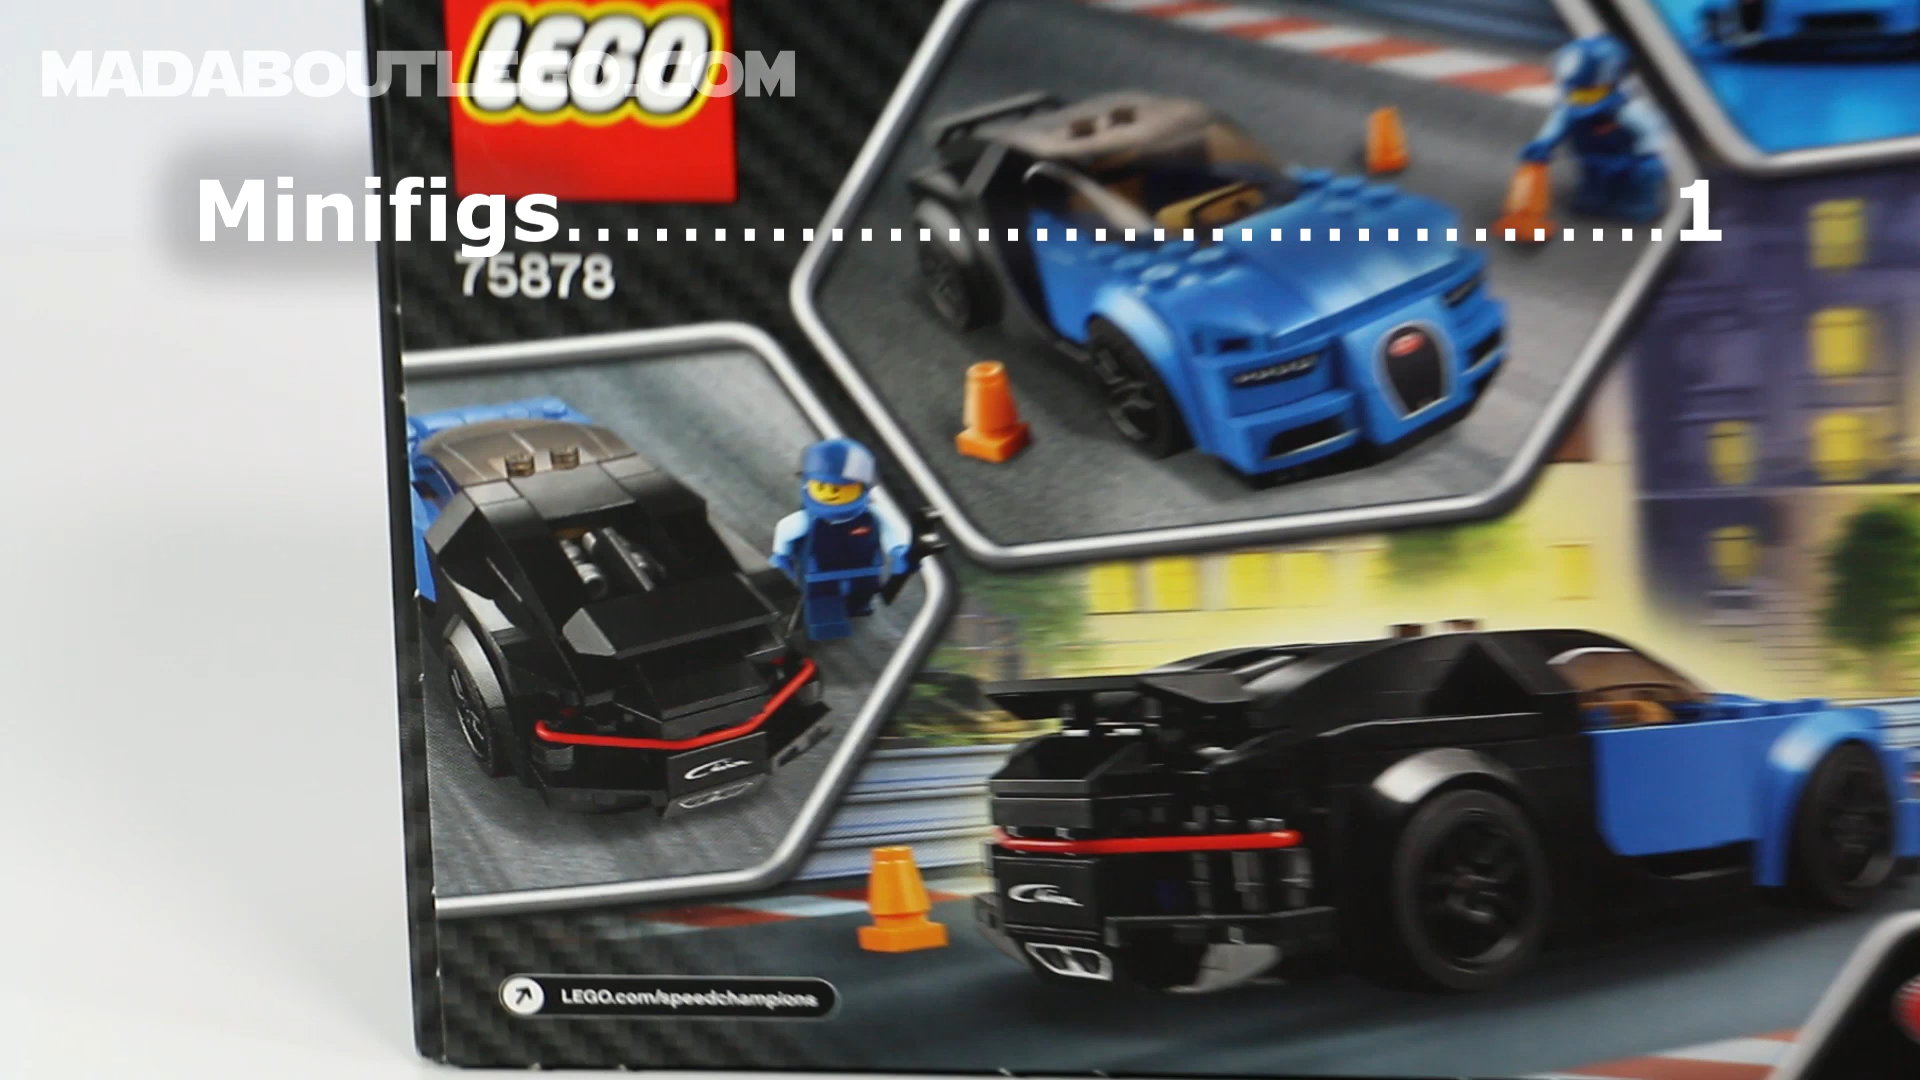 MADABOUTLEGO.COM
LEGO
Minifigs......................................1
75878
LEGO.com/speedchampions